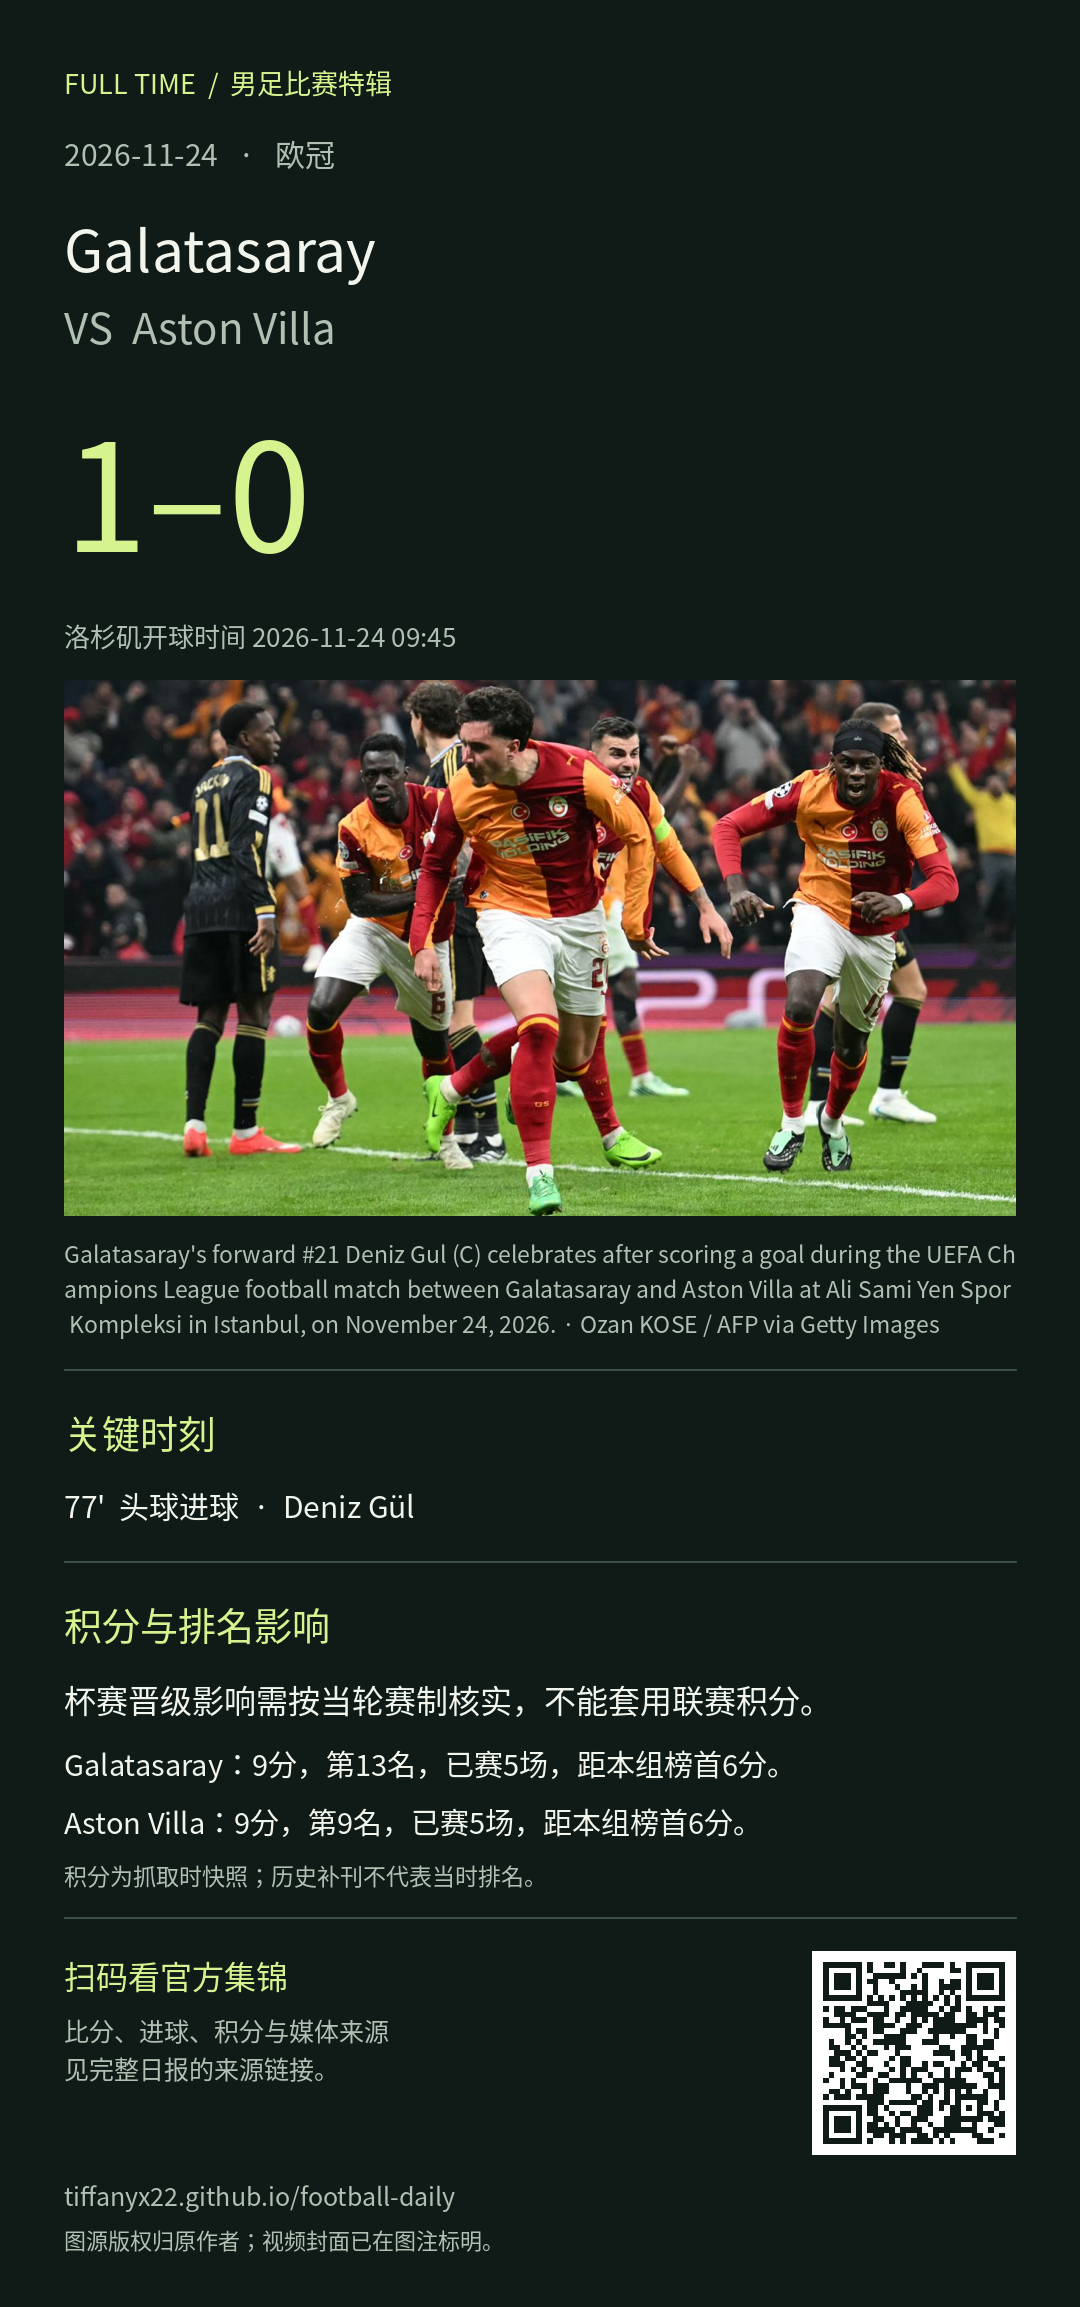 FULL TIME / 男足比赛特辑
2026-11-24 · 欧冠
Galatasaray
VS Aston Villa
1–0
洛杉矶开球时间 2026-11-24 09:45
11
PASIFIK
HOLDING
PASIFIK
HOLDING
6
GS
Galatasaray's forward #21 Deniz Gul (C) celebrates after scoring a goal during the UEFA Ch
ampions League football match between Galatasaray and Aston Villa at Ali Sami Yen Spor
Kompleksi in Istanbul, on November 24, 2026. · Ozan KOSE / AFP via Getty Images
关键时刻
77' 头球进球 · Deniz Gül
积分与排名影响
杯赛晋级影响需按当轮赛制核实，不能套用联赛积分。
Galatasaray：9分，第13名，已赛5场，距本组榜首6分。
Aston Villa：9分，第9名，已赛5场，距本组榜首6分。
积分为抓取时快照；历史补刊不代表当时排名。
扫码看官方集锦
比分、进球、积分与媒体来源
见完整日报的来源链接。
tiffanyx22.github.io/football-daily
图源版权归原作者；视频封面已在图注标明。